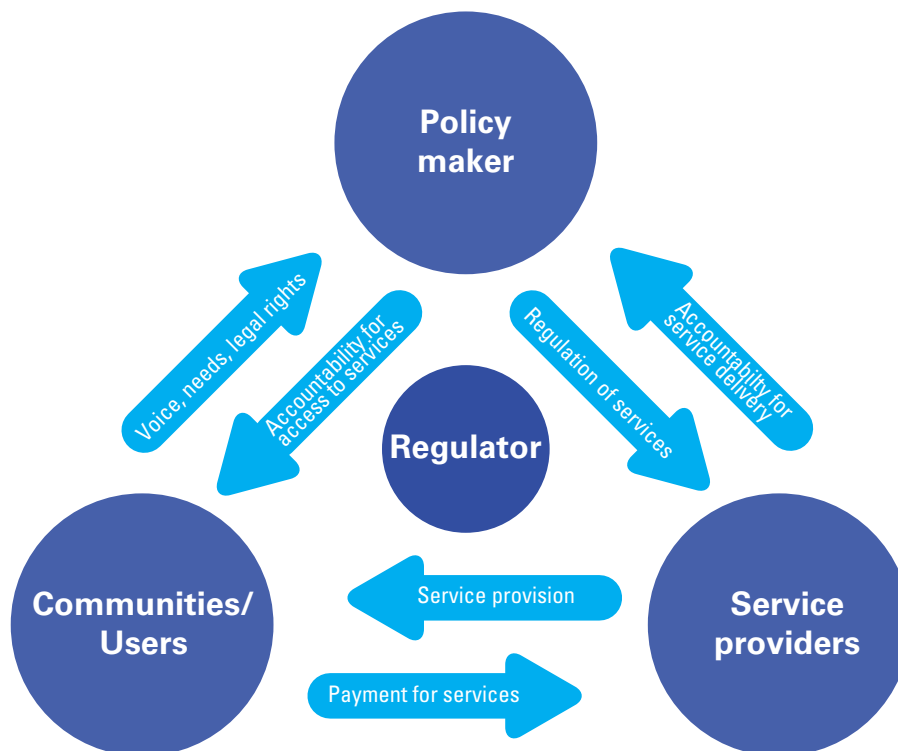 Policy
maker
Voice, needs, legal rights
Accountability for
access to services
Regulation of services
Accountabilty for
service delivery
Regulator
Communities/
Users
Service provision
Service
providers
Payment for services